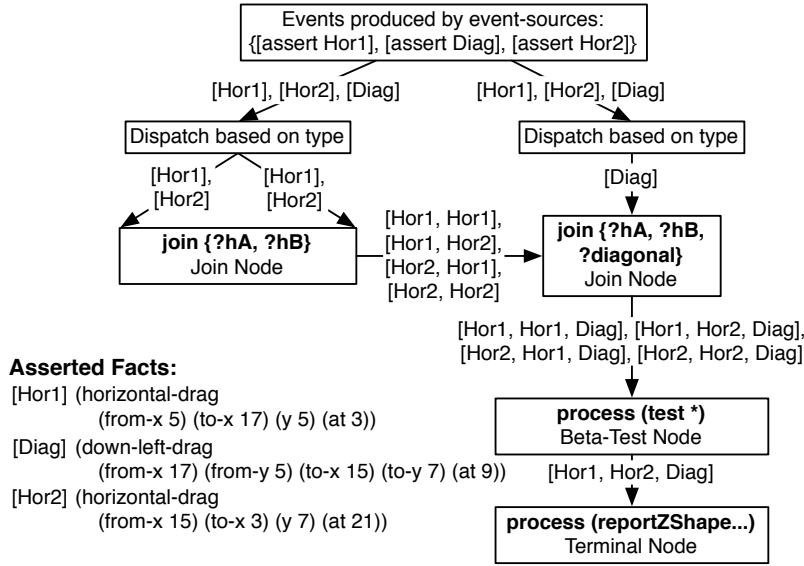 Events produced by event-sources:
{[assert Hor1], [assert Diag], [assert Hor2]}
[Hor1], [Hor2], [Diag]
[Hor1], [Hor2], [Diag]
Dispatch based on type
Dispatch based on type
[Hor1],
[Hor2]
[Hor1],
[Hor2]
[Diag]
join {?hA, ?hB}
Join Node
[Hor1, Hor1],
[Hor1, Hor2],
[Hor2, Hor1],
[Hor2, Hor2]
join {?hA, ?hB,
?diagonal}
Join Node
[Hor1, Hor1, Diag], [Hor1, Hor2, Diag],
[Hor2, Hor1, Diag], [Hor2, Hor2, Diag]
Asserted Facts:
[Hor1] (horizontal-drag
(from-x 5) (to-x 17) (y 5) (at 3))
[Diag] (down-left-drag
(from-x 17) (from-y 5) (to-x 15) (to-y 7) (at 9))
[Hor2] (horizontal-drag
(from-x 15) (to-x 3) (y 7) (at 21))
process (test *)
Beta-Test Node
[Hor1, Hor2, Diag]
process (reportZShape...)
Terminal Node